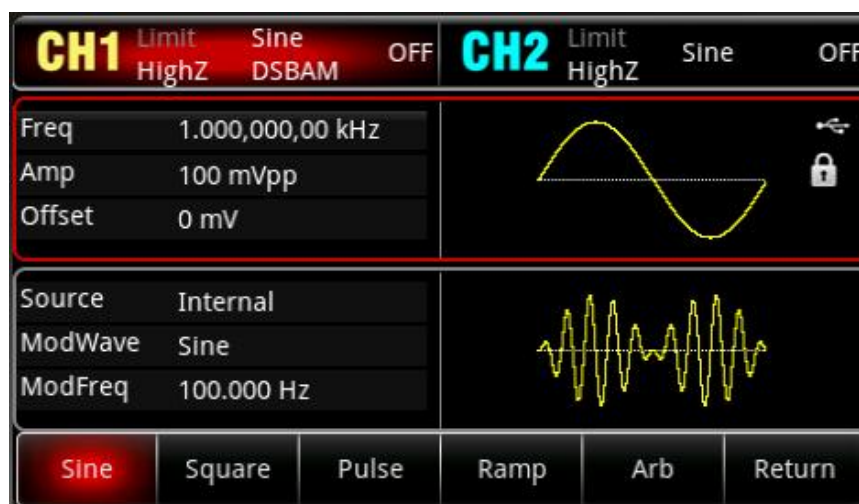 CH1 Limit Sine OFF
HighZ DSBAM
CH2 Limit Sine OFF
HighZ
Freq 1.000,000,00 kHz
Amp 100 mVpp
Offset 0 mV
Source Internal
ModWave Sine
ModFreq 100.000 Hz
Sine Square Pulse Ramp Arb Return